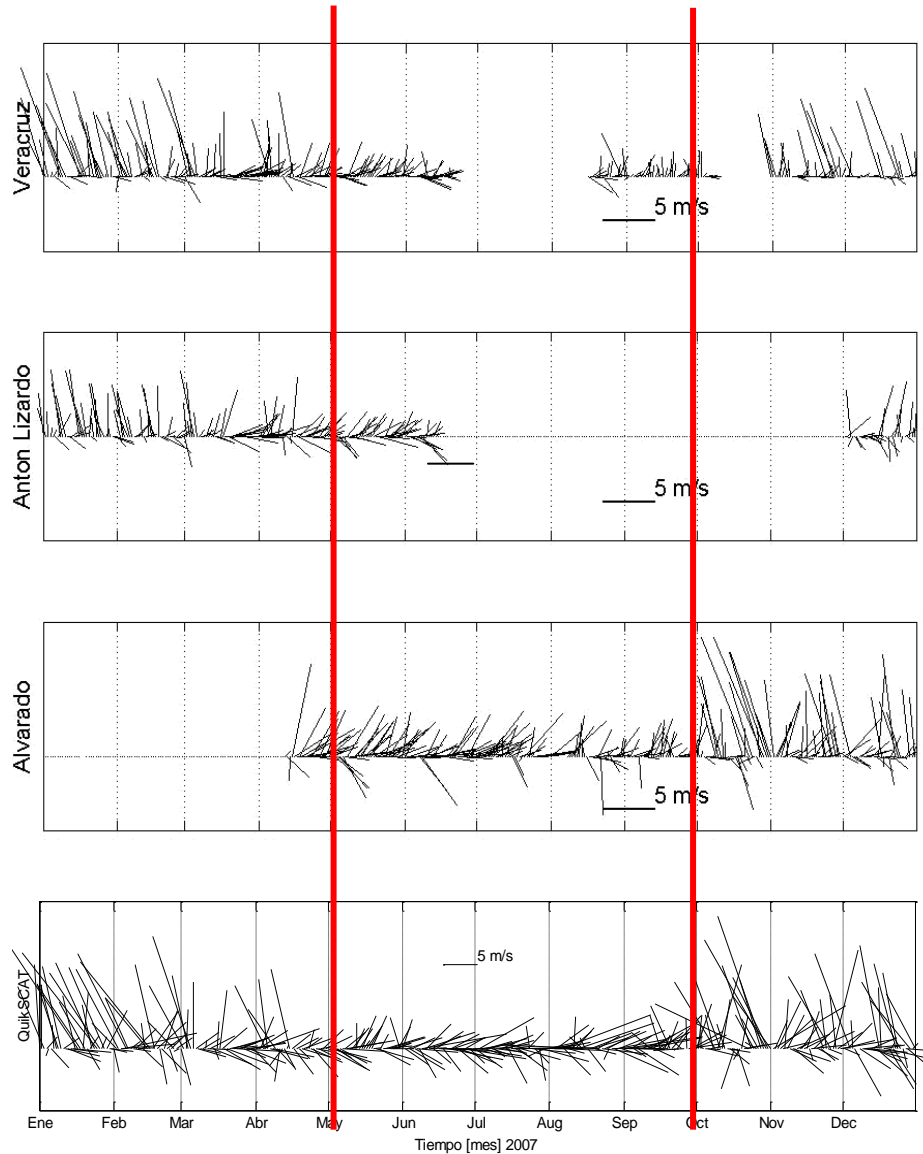 Veracruz
5 m/s
Anton Lizardo
5 m/s
Alvarado
5 m/s
QuikSCAT
5 m/s
Ene Feb Mar Abr May Jun Jul Ago Sep Oct Nov Dec
Tiempo [mes] 2007